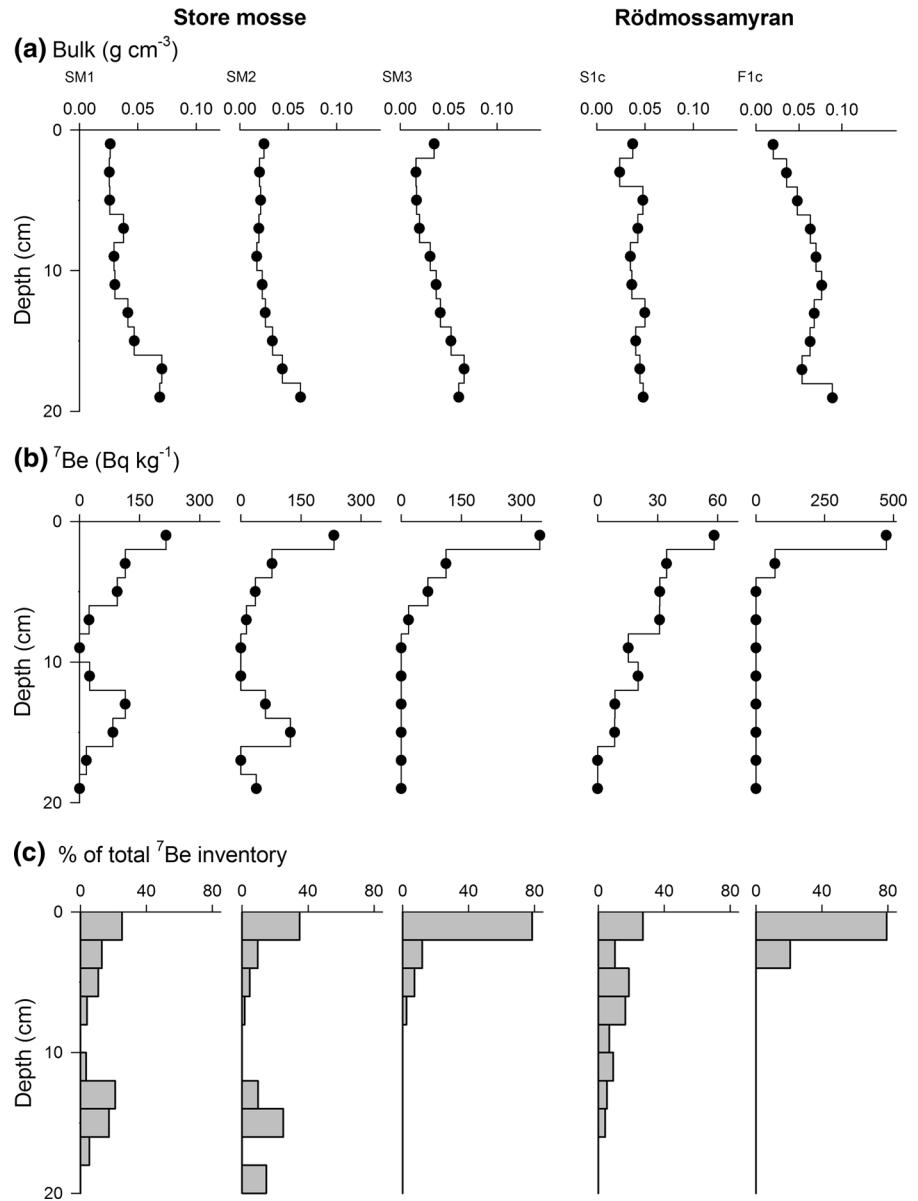 Store mosse Rödmossamyran
(a) Bulk (g cm-3)
SM1 SM2 SM3 S1c F1c
0.00 0.05 0.10 0.00 0.05 0.10 0.00 0.05 0.10 0.00 0.05 0.10 0.00 0.05 0.10
0
10
20
Depth (cm)
(b) 7Be (Bq kg-1)
0 150 300 0 150 300 0 150 300 0 30 60 0 250 500
0
10
20
Depth (cm)
(c) % of total 7Be inventory
0 40 80 0 40 80 0 40 80 0 40 80 0 40 80
0
10
20
Depth (cm)